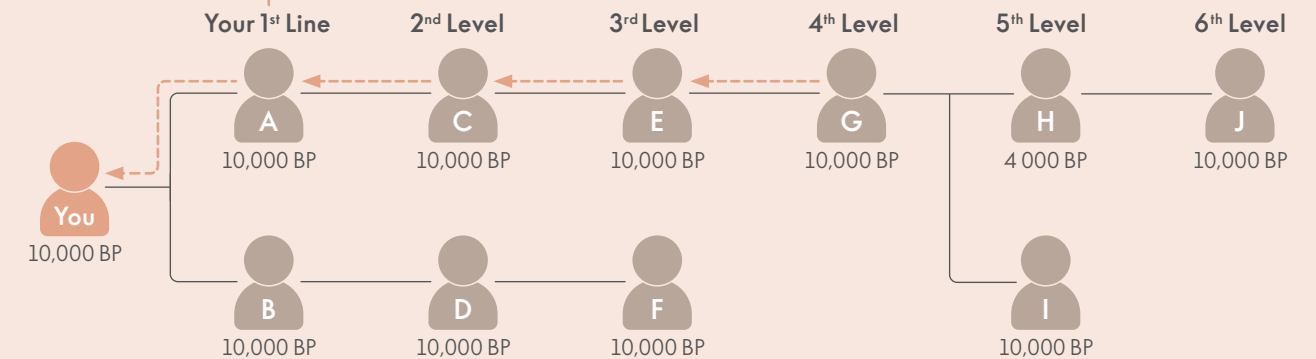 Your 1st Line 2nd Level 3rd Level 4th Level 5th Level 6th Level
A C E G H J
10,000 BP 10,000 BP 10,000 BP 10,000 BP 4 000 BP 10,000 BP
You
10,000 BP
B D F I
10,000 BP 10,000 BP 10,000 BP 10,000 BP